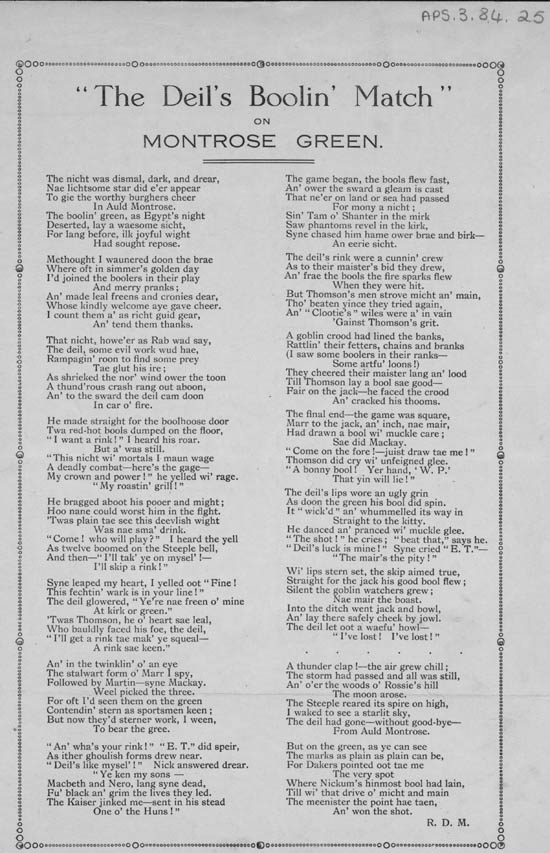 APS.3.84.25
"The Deil's Boolin' Match"
ON
MONTROSE GREEN.
The nicht was dismal, dark, and drear,
Nae lichtsome star did e'er appear
To gie the worthy burghers cheer
In Auld Montrose.
The boolin' green, as Egypt's night
Deserted, lay a waesome sicht,
For lang before, ilk joyful wight
Had sought repose.
Methought I waunered doon the brae
Where oft in simmer's golden day
I'd joined the boolers in their play
And merry pranks;
An' made leal freens and cronies dear,
Whose kindly welcome aye gave cheer.
I count them a' as richt guid gear,
An' tend them thanks.
That nicht, howe'er as Rab wad say,
The deil, some evil work wud hae,
Rampagin' roon to find some prey
Tae glut his ire;
As shrieked the nor' wind ower the toon
A thund'rous crash rang out aboon,
An' to the sward the deil cam doon
In car o' fire.
He made straight for the boolhoose door
Twa red-hot bools dumped on the floor,
"I want a rink!" I heard his roar.
But a' was still.
"This nicht wi' mortals I maun wage
A deadly combat—here's the gage—
My crown and power!" he yelled wi' rage.
"My roastin' grill!"
He bragged aboot his pooer and might;
Hoo nane could worst him in the fight.
'Twas plain tae see this deevlish wight
Was nae sma' drink.
"Come! who will play?" I heard the yell
As twelve boomed on the Steeple bell,
And then—"I'll tak' ye on mysel'!—
I'll skip a rink!"
Syne leaped my heart, I yelled oot "Fine!
This fechtin' wark is in your line!"
The deil glowered, "Ye're nae freen o' mine
At kirk or green."
'Twas Thomson, he o' heart sae leal,
Who bauldly faced his foe, the deil,
"I'll get a rink tae mak' ye squeal—
A rink sae keen."
An' in the twinklin' o' an eye
The stalwart form o' Marr I spy,
Followed by Martin—syne Mackay.
Weel picked the three.
For oft I'd seen them on the green
Contendin' stern as sportsmen keen;
But now they'd sterner work, I ween,
To bear the gree.
"An' wha's your rink!" "E. T." did speir,
As ither ghoulish forms drew near.
"Deil's like mysel'!" Nick answered drear.
"Ye ken my sons—
Macbeth and Nero, lang syne dead,
Fu' black an' grim the lives they led.
The Kaiser jinked me—sent in his stead
One o' the Huns!"
The game began, the bools flew fast,
An' ower the sward a gleam is cast
That ne'er on land or sea had passed
For mony a nicht;
Sin' Tam o' Shanter in the mirk
Saw phantoms revel in the kirk,
Syne chased him hame ower brae and birk—
An eerie sicht.
The deil's rink were a cunnin' crew
As to their maister's bid they drew,
An' frae the bools the fire sparks flew
When they were hit.
But Thomson's men strove micht an' main,
Tho' beaten yince they tried again,
An' "Clootie's" wiles were a' in vain
'Gainst Thomson's grit.
A goblin crood had lined the banks,
Rattlin' their fetters, chains and branks
(I saw some boolers in their ranks—
Some artfu' loons!)
They cheered their maister lang an' lood
Till Thomson lay a bool sae good—
Fair on the jack—he faced the crood
An' cracked his thooms.
The final end—the game was square,
Marr to the jack, an' inch, nae mair,
Had drawn a bool wi' muckle care;
Sae did Mackay.
"Come on the fore!—juist draw tae me!"
Thomson did cry wi' unfeigned glee.
"A bonny bool! Yer hand, 'W. P.'
That yin will lie!"
The deil's lips wore an ugly grin
As doon the green his bool did spin.
It "wick'd" an' whummelled its way in
Straight to the kitty.
He danced an' pranced wi' muckle glee.
"The shot!" he cries; "beat that," says he.
"Deil's luck is mine!" Syne cried "E. T."—
"The mair's the pity!"
Wi' lips stern set, the skip aimed true,
Straight for the jack his good bool flew;
Silent the goblin watchers grew;
Nae mair the boast.
Into the ditch went jack and bowl,
An' lay there safely cheek by jowl.
The deil let oot a waefu' howl—
"I've lost! I've lost!"
. . . . . .
A thunder clap!—the air grew chill;
The storm had passed and all was still,
An' o'er the woods o' Rossie's hill
The moon arose.
The Steeple reared its spire on high,
I waked to see a starlit sky,
The deil had gone—without good-bye—
From Auld Montrose.
But on the green, as ye can see
The marks as plain as plain can be,
For Dakers pointed oot tae me
The very spot
Where Nickum's hinmost bool had lain,
Till wi' that drive o' micht and main
The meenister the point hae taen,
An' won the shot.
R. D. M.